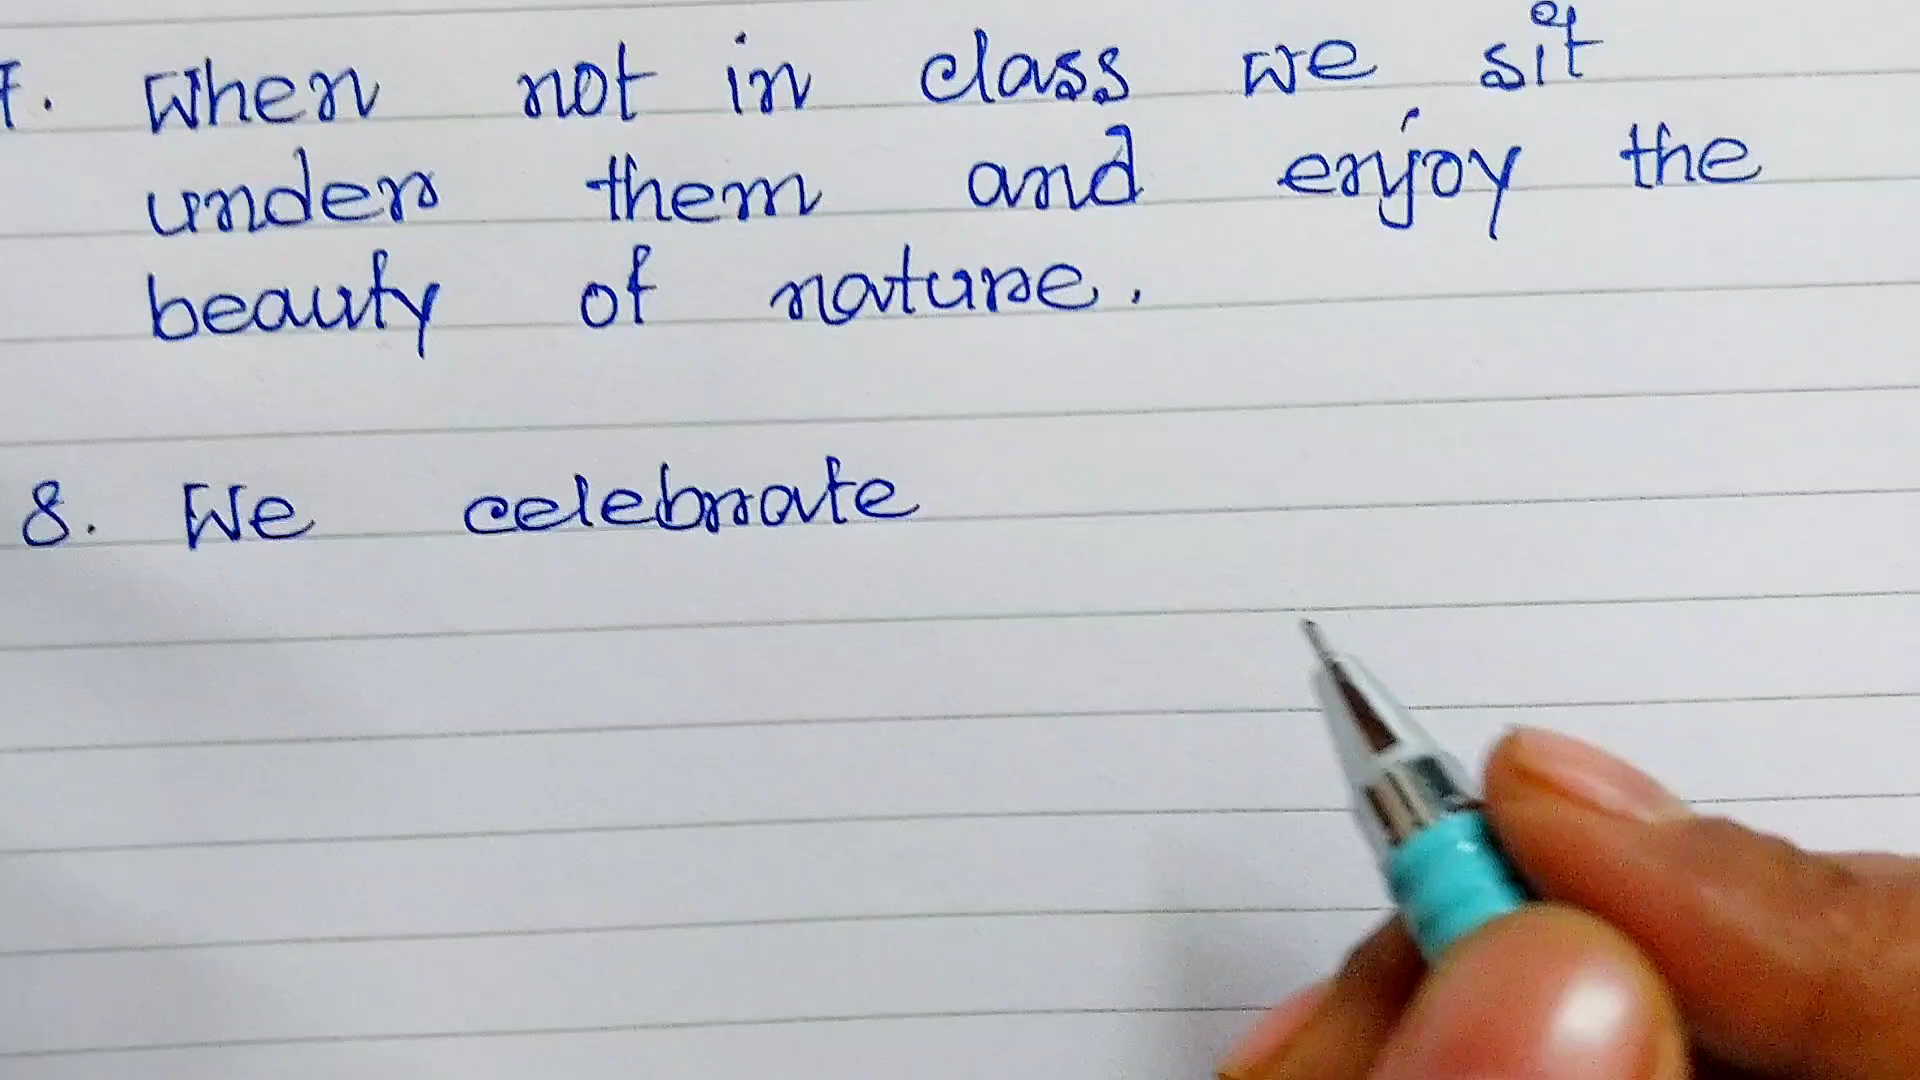 7. When not in class we sit
under them and enjoy the
beauty of nature.
8. We celebrate